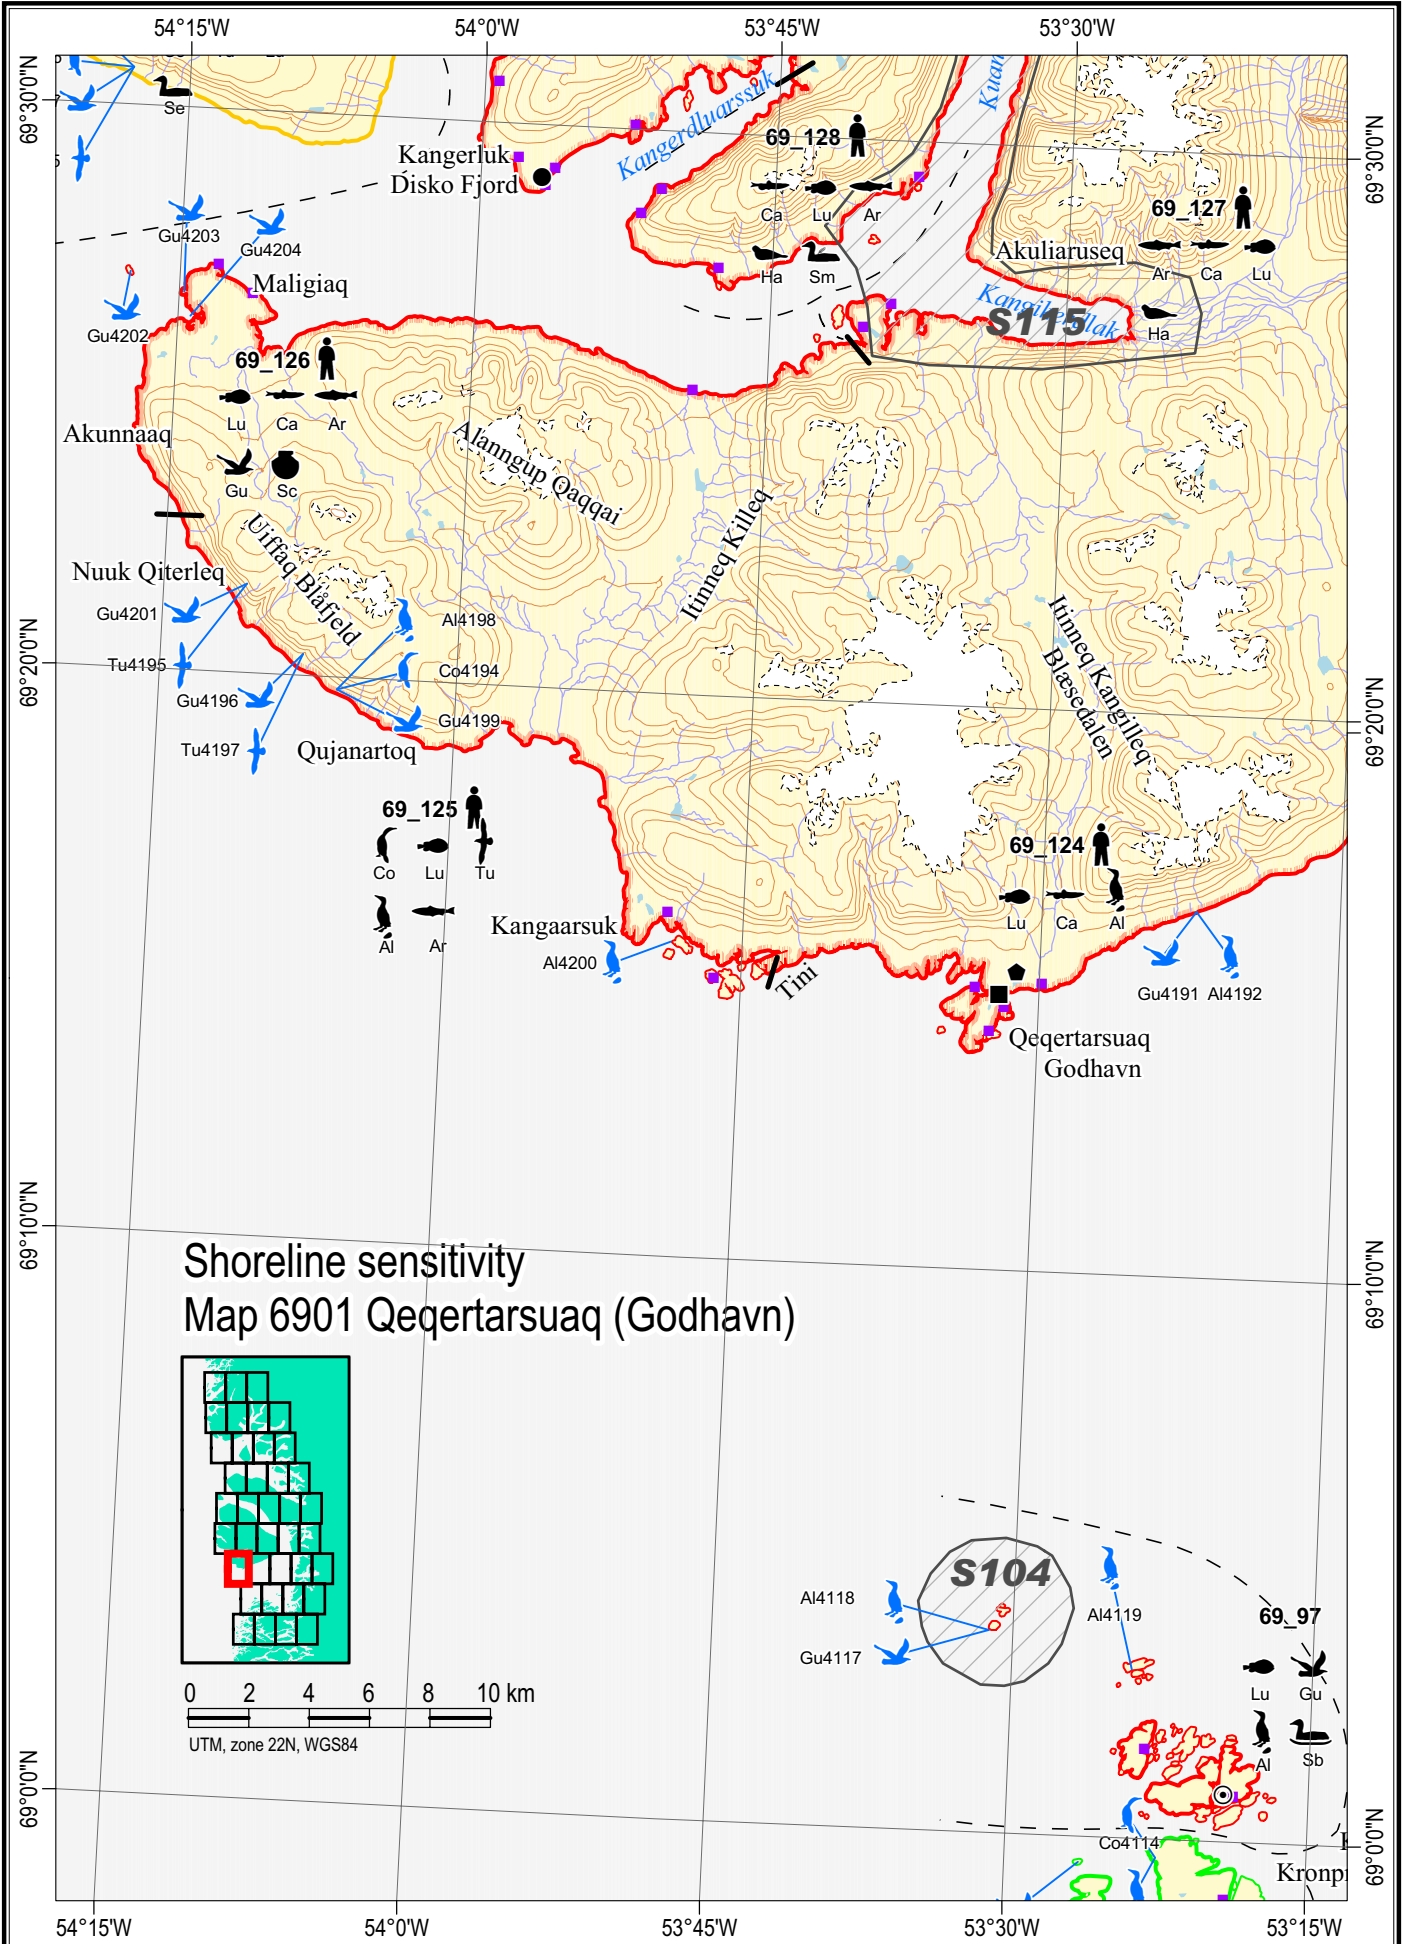 54°15'W
54°0'W
53°45'W
53°30'W
69°30'0"N
69°30'0"N
Se
Kangerluk
Disko Fjord
Kangerdluarssuk
69_128
Ca
Lu
Ar
Ha
Sm
69_127
Ar
Ca
Lu
Akuliaruseq
Ha
S115
Gu4203
Gu4204
Maligiaq
Gu4202
69_126
Lu
Ca
Ar
Akunnaaq
Gu
Sc
Alanngup Qaqqai
Itinneq Killeq
Uiffaq Blåfjeld
Nuuk Qiterleq
Gu4201
Tu4195
Al4198
Co4194
Gu4196
Gu4199
Tu4197
Qujanartoq
Itinneq Kangilleq
Blæsedalen
69°20'0"N
69°20'0"N
69_125
Co
Lu
Tu
Al
Ar
69_124
Lu
Ca
Al
Kangaarsuk
Al4200
Tini
Gu4191
Al4192
Qeqertarsuaq
Godhavn
69°10'0"N
69°10'0"N
Shoreline sensitivity
Map 6901 Qeqertarsuaq (Godhavn)
S104
Al4118
Gu4117
Al4119
69_97
Lu
Gu
Al
Sb
0 2 4 6 8 10 km
UTM, zone 22N, WGS84
69°0'0"N
69°0'0"N
Co4114
54°15'W
54°0'W
53°45'W
53°30'W
53°15'W